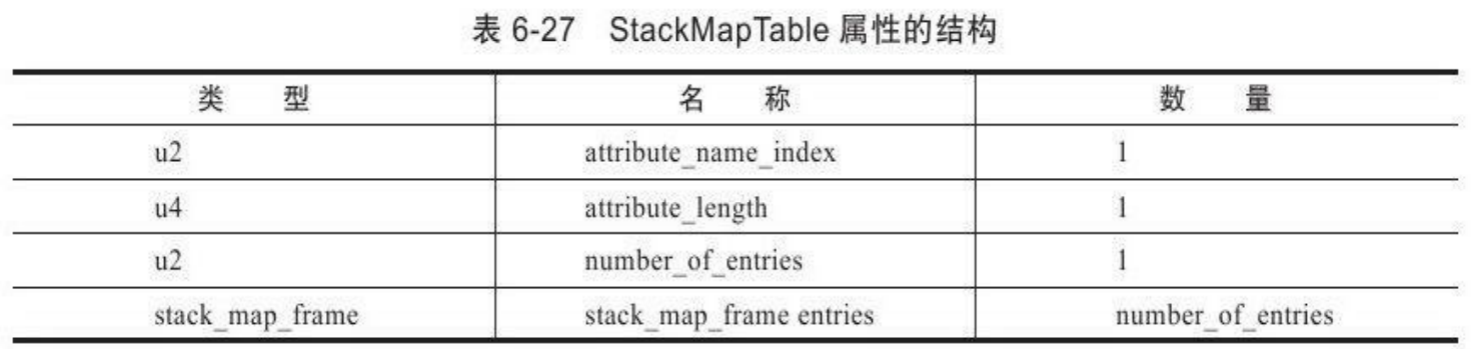 表 6-27 StackMapTable 属性的结构
类 型 名 称 数 量
u2 attribute_name_index 1
u4 attribute_length 1
u2 number_of_entries 1
stack_map_frame stack_map_frame entries number_of_entries